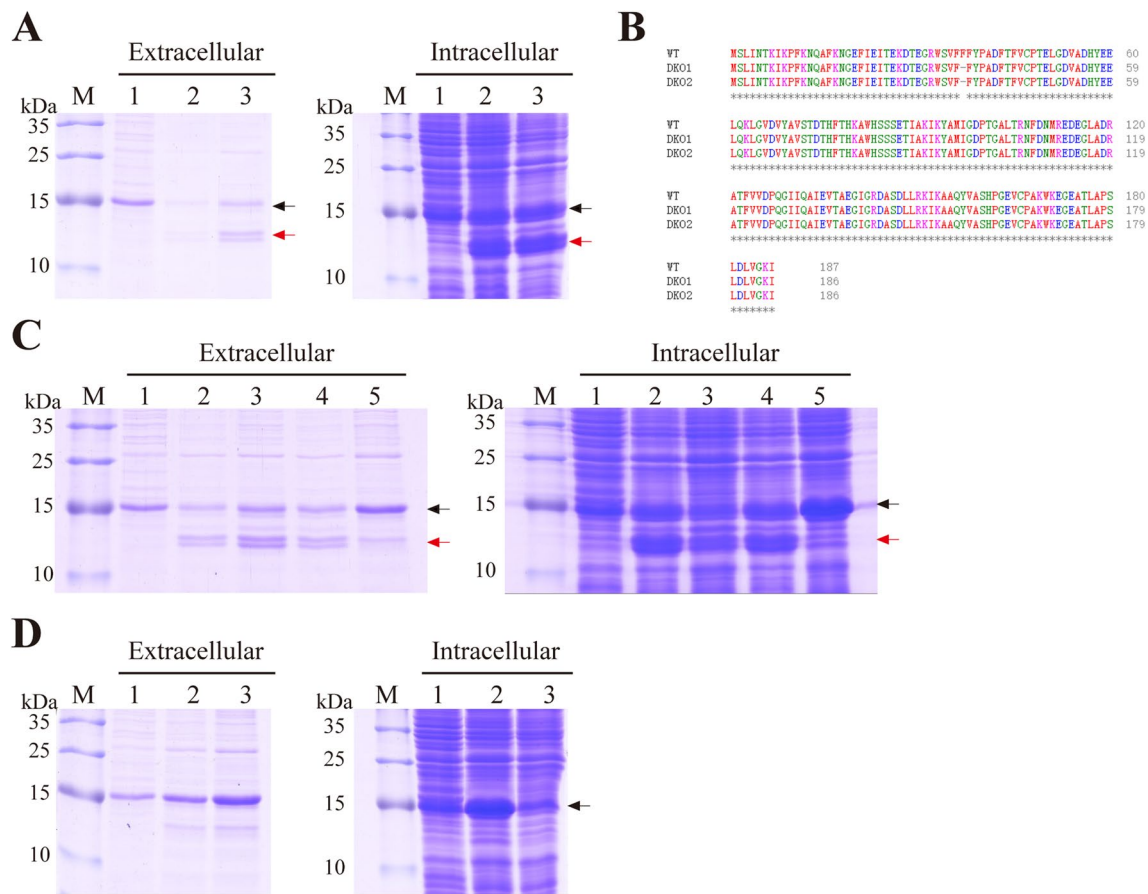 A
Extracellular
Intracellular
kDa M 1 2 3
kDa M 1 2 3
35
25
15
10
35
25
15
10
B
WT MSLINTKIKPFKNQAFKNGEFIEITEKDTEGRWSVFFFYPADFTFVCPTELGDVADHYEE 60
DKO1 MSLINTKIKPFKNQAFKNGEFIEITEKDTEGRWSVF-FYPADFTFVCPTELGDVADHYEE 59
DKO2 MSLINTKIKPFKNQAFKNGEFIEITEKDTEGRWSVF-FYPADFTFVCPTELGDVADHYEE 59
************************************ ***********************
WT LQKLGVDVYAVSTDTHFTHKAWHSSSETIAKIKYAMIGDPTGALTRNFDNMREDEGLADR 120
DKO1 LQKLGVDVYAVSTDTHFTHKAWHSSSETIAKIKYAMIGDPTGALTRNFDNMREDEGLADR 119
DKO2 LQKLGVDVYAVSTDTHFTHKAWHSSSETIAKIKYAMIGDPTGALTRNFDNMREDEGLADR 119
************************************************************
WT ATFVVDPQGIIQAIEVTAEGIGRDASDLLRKIKAAQYVASHPGEVCPAKWKEGEATLAPS 180
DKO1 ATFVVDPQGIIQAIEVTAEGIGRDASDLLRKIKAAQYVASHPGEVCPAKWKEGEATLAPS 179
DKO2 ATFVVDPQGIIQAIEVTAEGIGRDASDLLRKIKAAQYVASHPGEVCPAKWKEGEATLAPS 179
************************************************************
WT LDLVGKI 187
DKO1 LDLVGKI 186
DKO2 LDLVGKI 186
*******
C
Extracellular
Intracellular
kDa M 1 2 3 4 5
kDa M 1 2 3 4 5
35
25
15
10
35
25
15
10
D
Extracellular
Intracellular
kDa M 1 2 3
kDa M 1 2 3
35
25
15
10
35
25
15
10